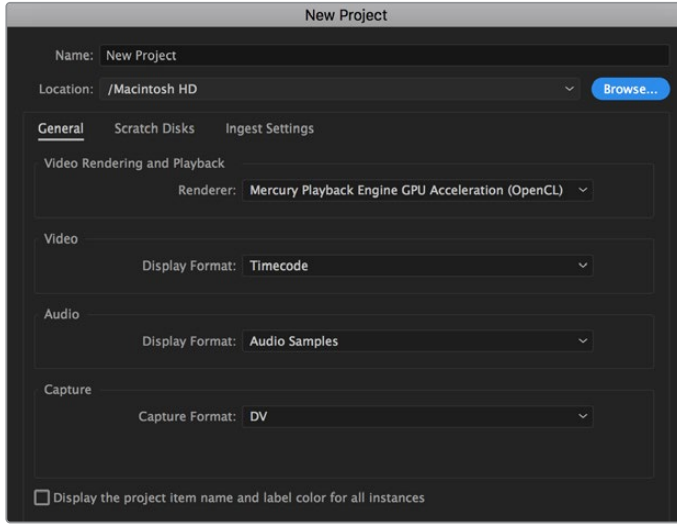 New Project
Name: New Project
Location: /Macintosh HD Browse...
General Scratch Disks Ingest Settings
Video Rendering and Playback
Renderer: Mercury Playback Engine GPU Acceleration (OpenCL)
Video
Display Format: Timecode
Audio
Display Format: Audio Samples
Capture
Capture Format: DV
Display the project item name and label color for all instances